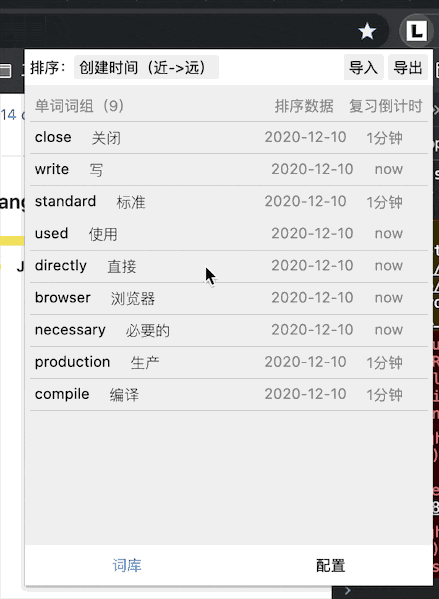 L
排序： 创建时间（近->远） 导入 导出
单词词组（9） 排序数据 复习倒计时
close 关闭 2020-12-10 1分钟
write 写 2020-12-10 now
standard 标准 2020-12-10 1分钟
used 使用 2020-12-10 now
directly 直接 2020-12-10 now
browser 浏览器 2020-12-10 now
necessary 必要的 2020-12-10 now
production 生产 2020-12-10 1分钟
compile 编译 2020-12-10 1分钟
词库 配置